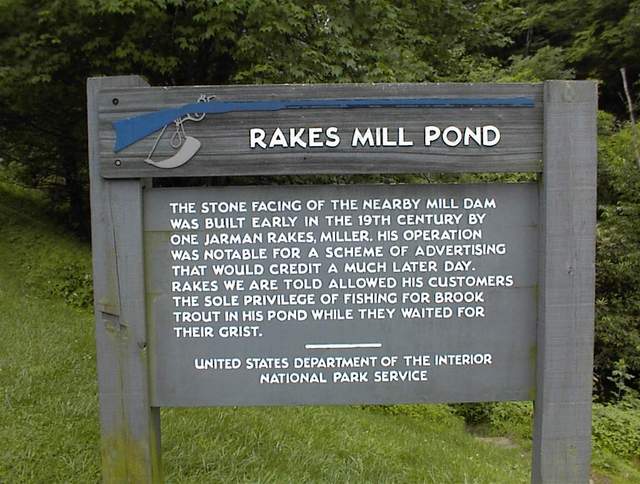 RAKES MILL POND
THE STONE FACING OF THE NEARBY MILL DAM
WAS BUILT EARLY IN THE 19TH CENTURY BY
ONE JARMAN RAKES, MILLER. HIS OPERATION
WAS NOTABLE FOR A SCHEME OF ADVERTISING
THAT WOULD CREDIT A MUCH LATER DAY.
RAKES WE ARE TOLD ALLOWED HIS CUSTOMERS
THE SOLE PRIVILEGE OF FISHING FOR BROOK
TROUT IN HIS POND WHILE THEY WAITED FOR
THEIR GRIST.
UNITED STATES DEPARTMENT OF THE INTERIOR
NATIONAL PARK SERVICE